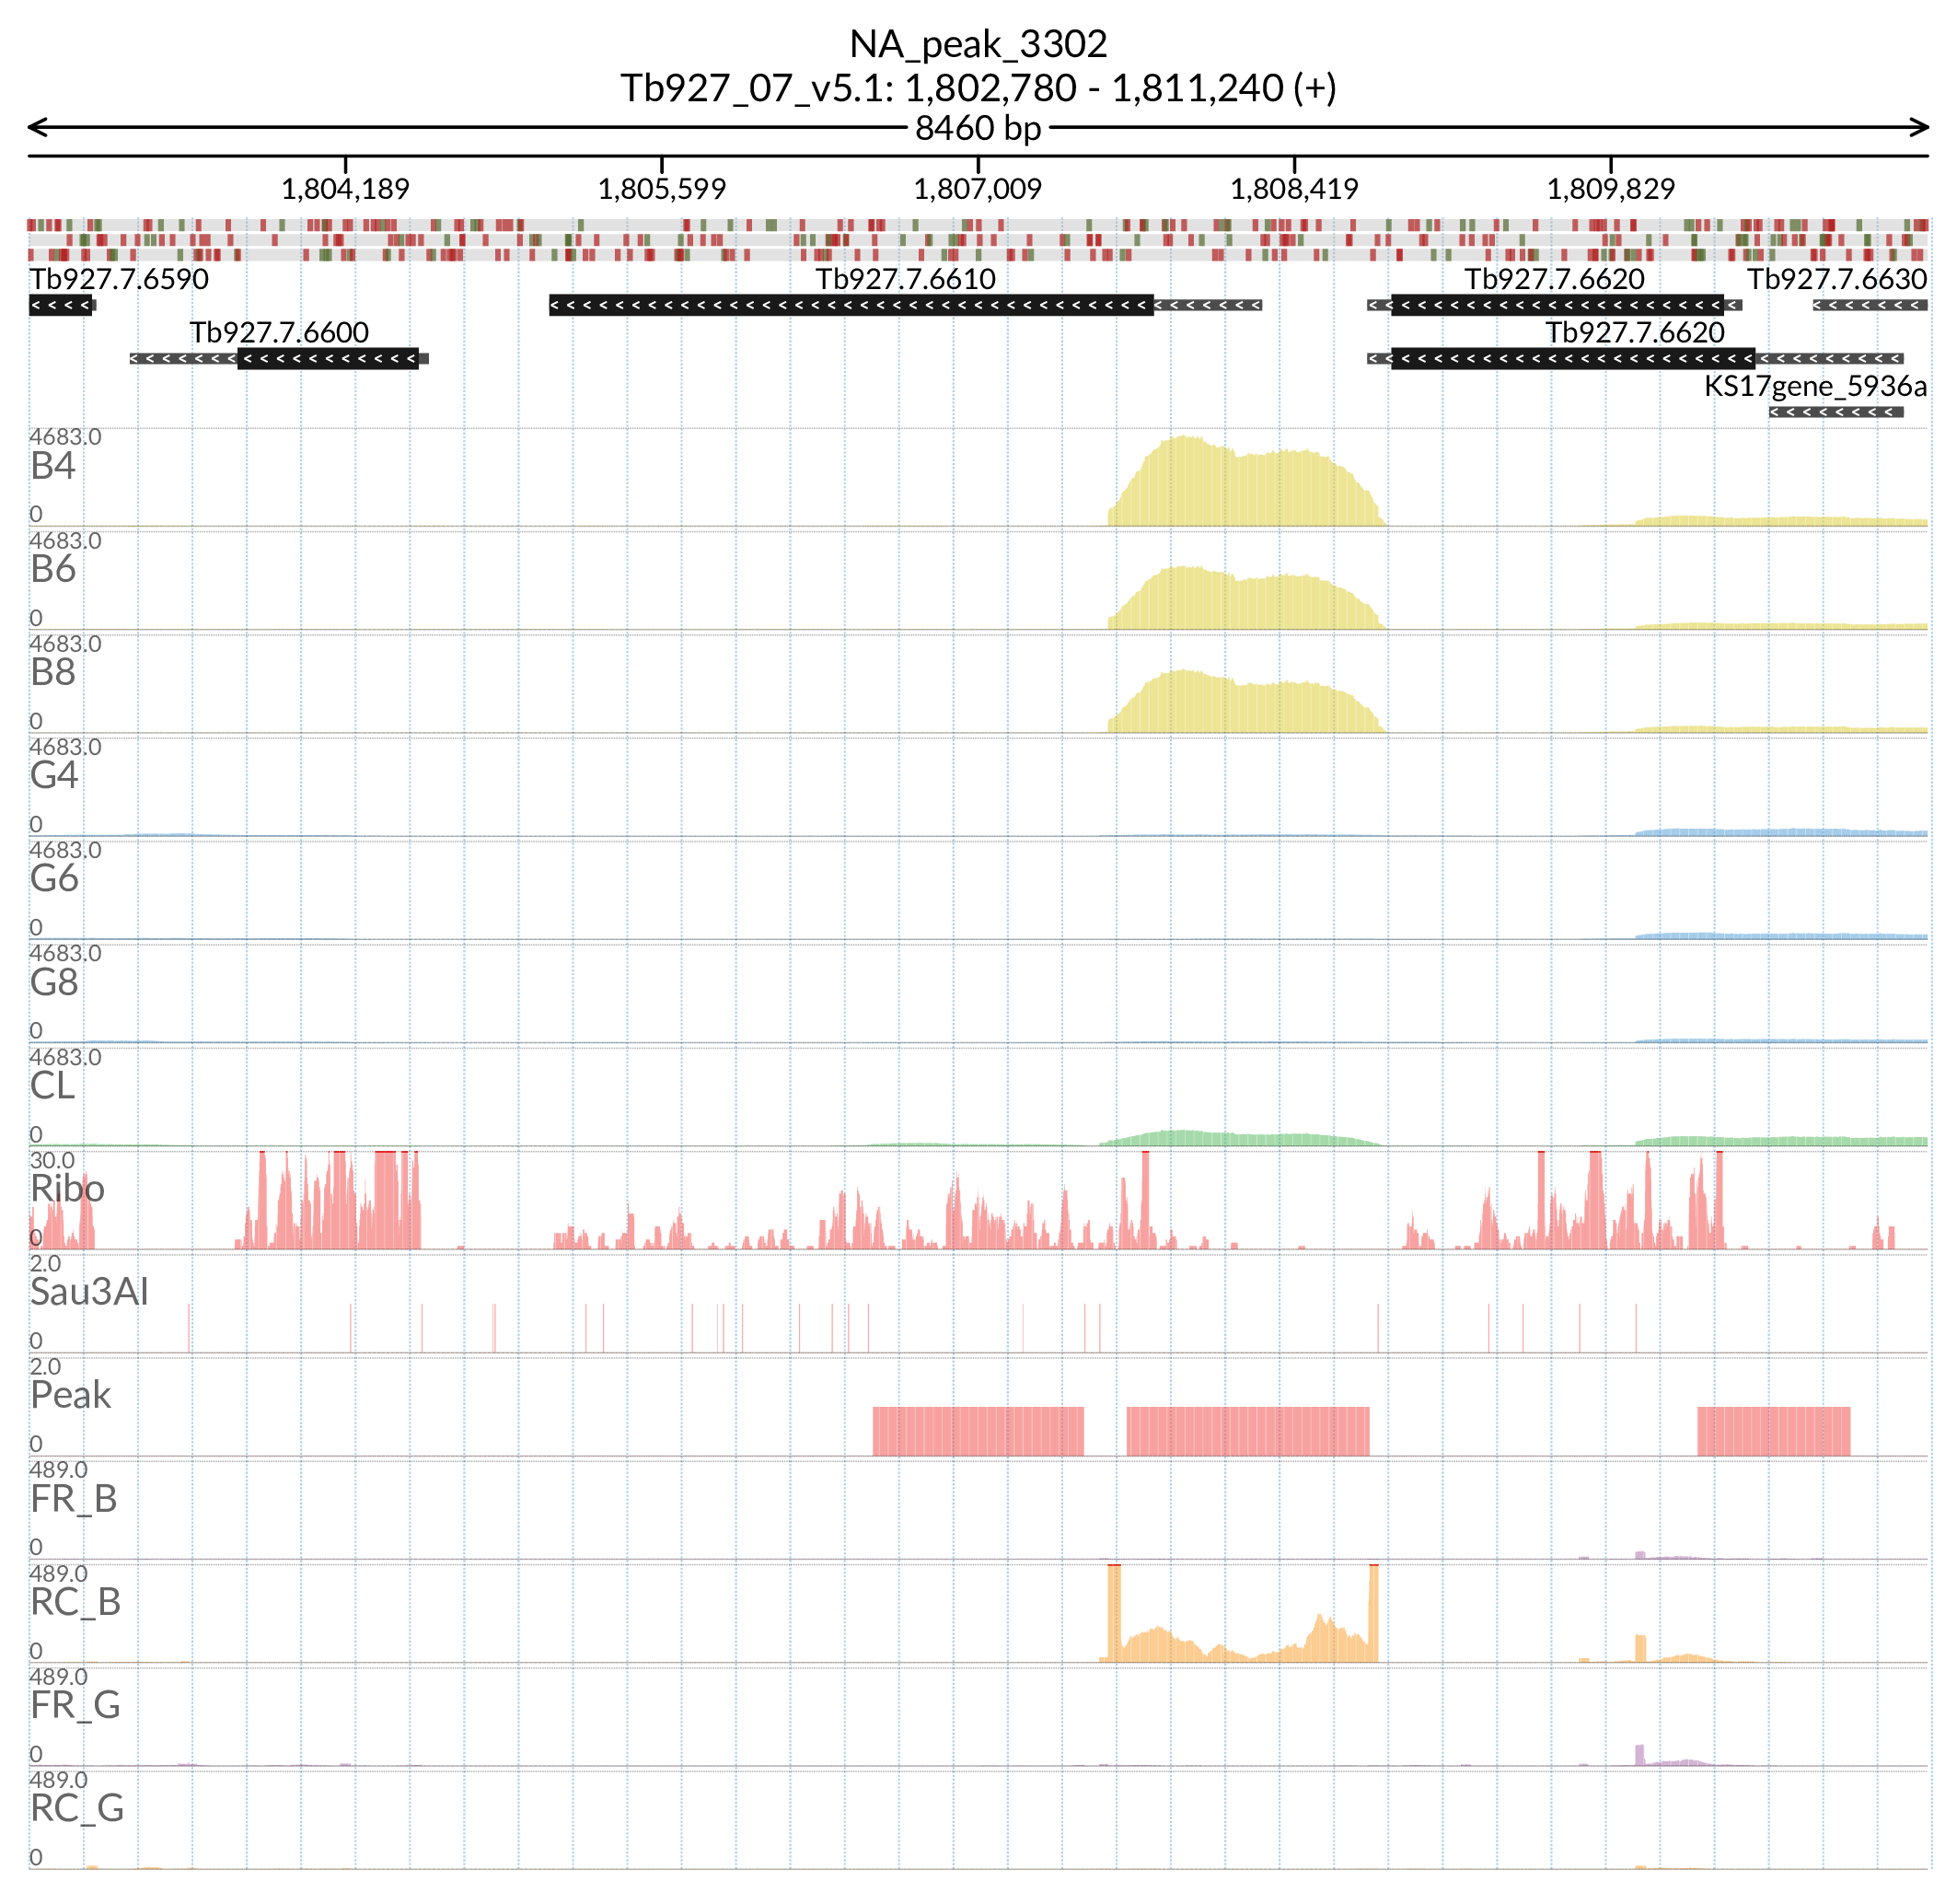 NA_peak_3302
Tb927_07_v5.1: 1,802,780 - 1,811,240 (+)
8460 bp
1,804,189 1,805,599 1,807,009 1,808,419 1,809,829
Tb927.7.6590 Tb927.7.6610 Tb927.7.6620 Tb927.7.6630
Tb927.7.6600 Tb927.7.6620
KS17gene_5936a
4683.0
B4
0
4683.0
B6
0
4683.0
B8
0
4683.0
G4
0
4683.0
G6
0
4683.0
G8
0
4683.0
CL
0
30.0
Ribo
0
2.0
Sau3AI
0
2.0
Peak
0
489.0
FR_B
0
489.0
RC_B
0
489.0
FR_G
0
489.0
RC_G
0